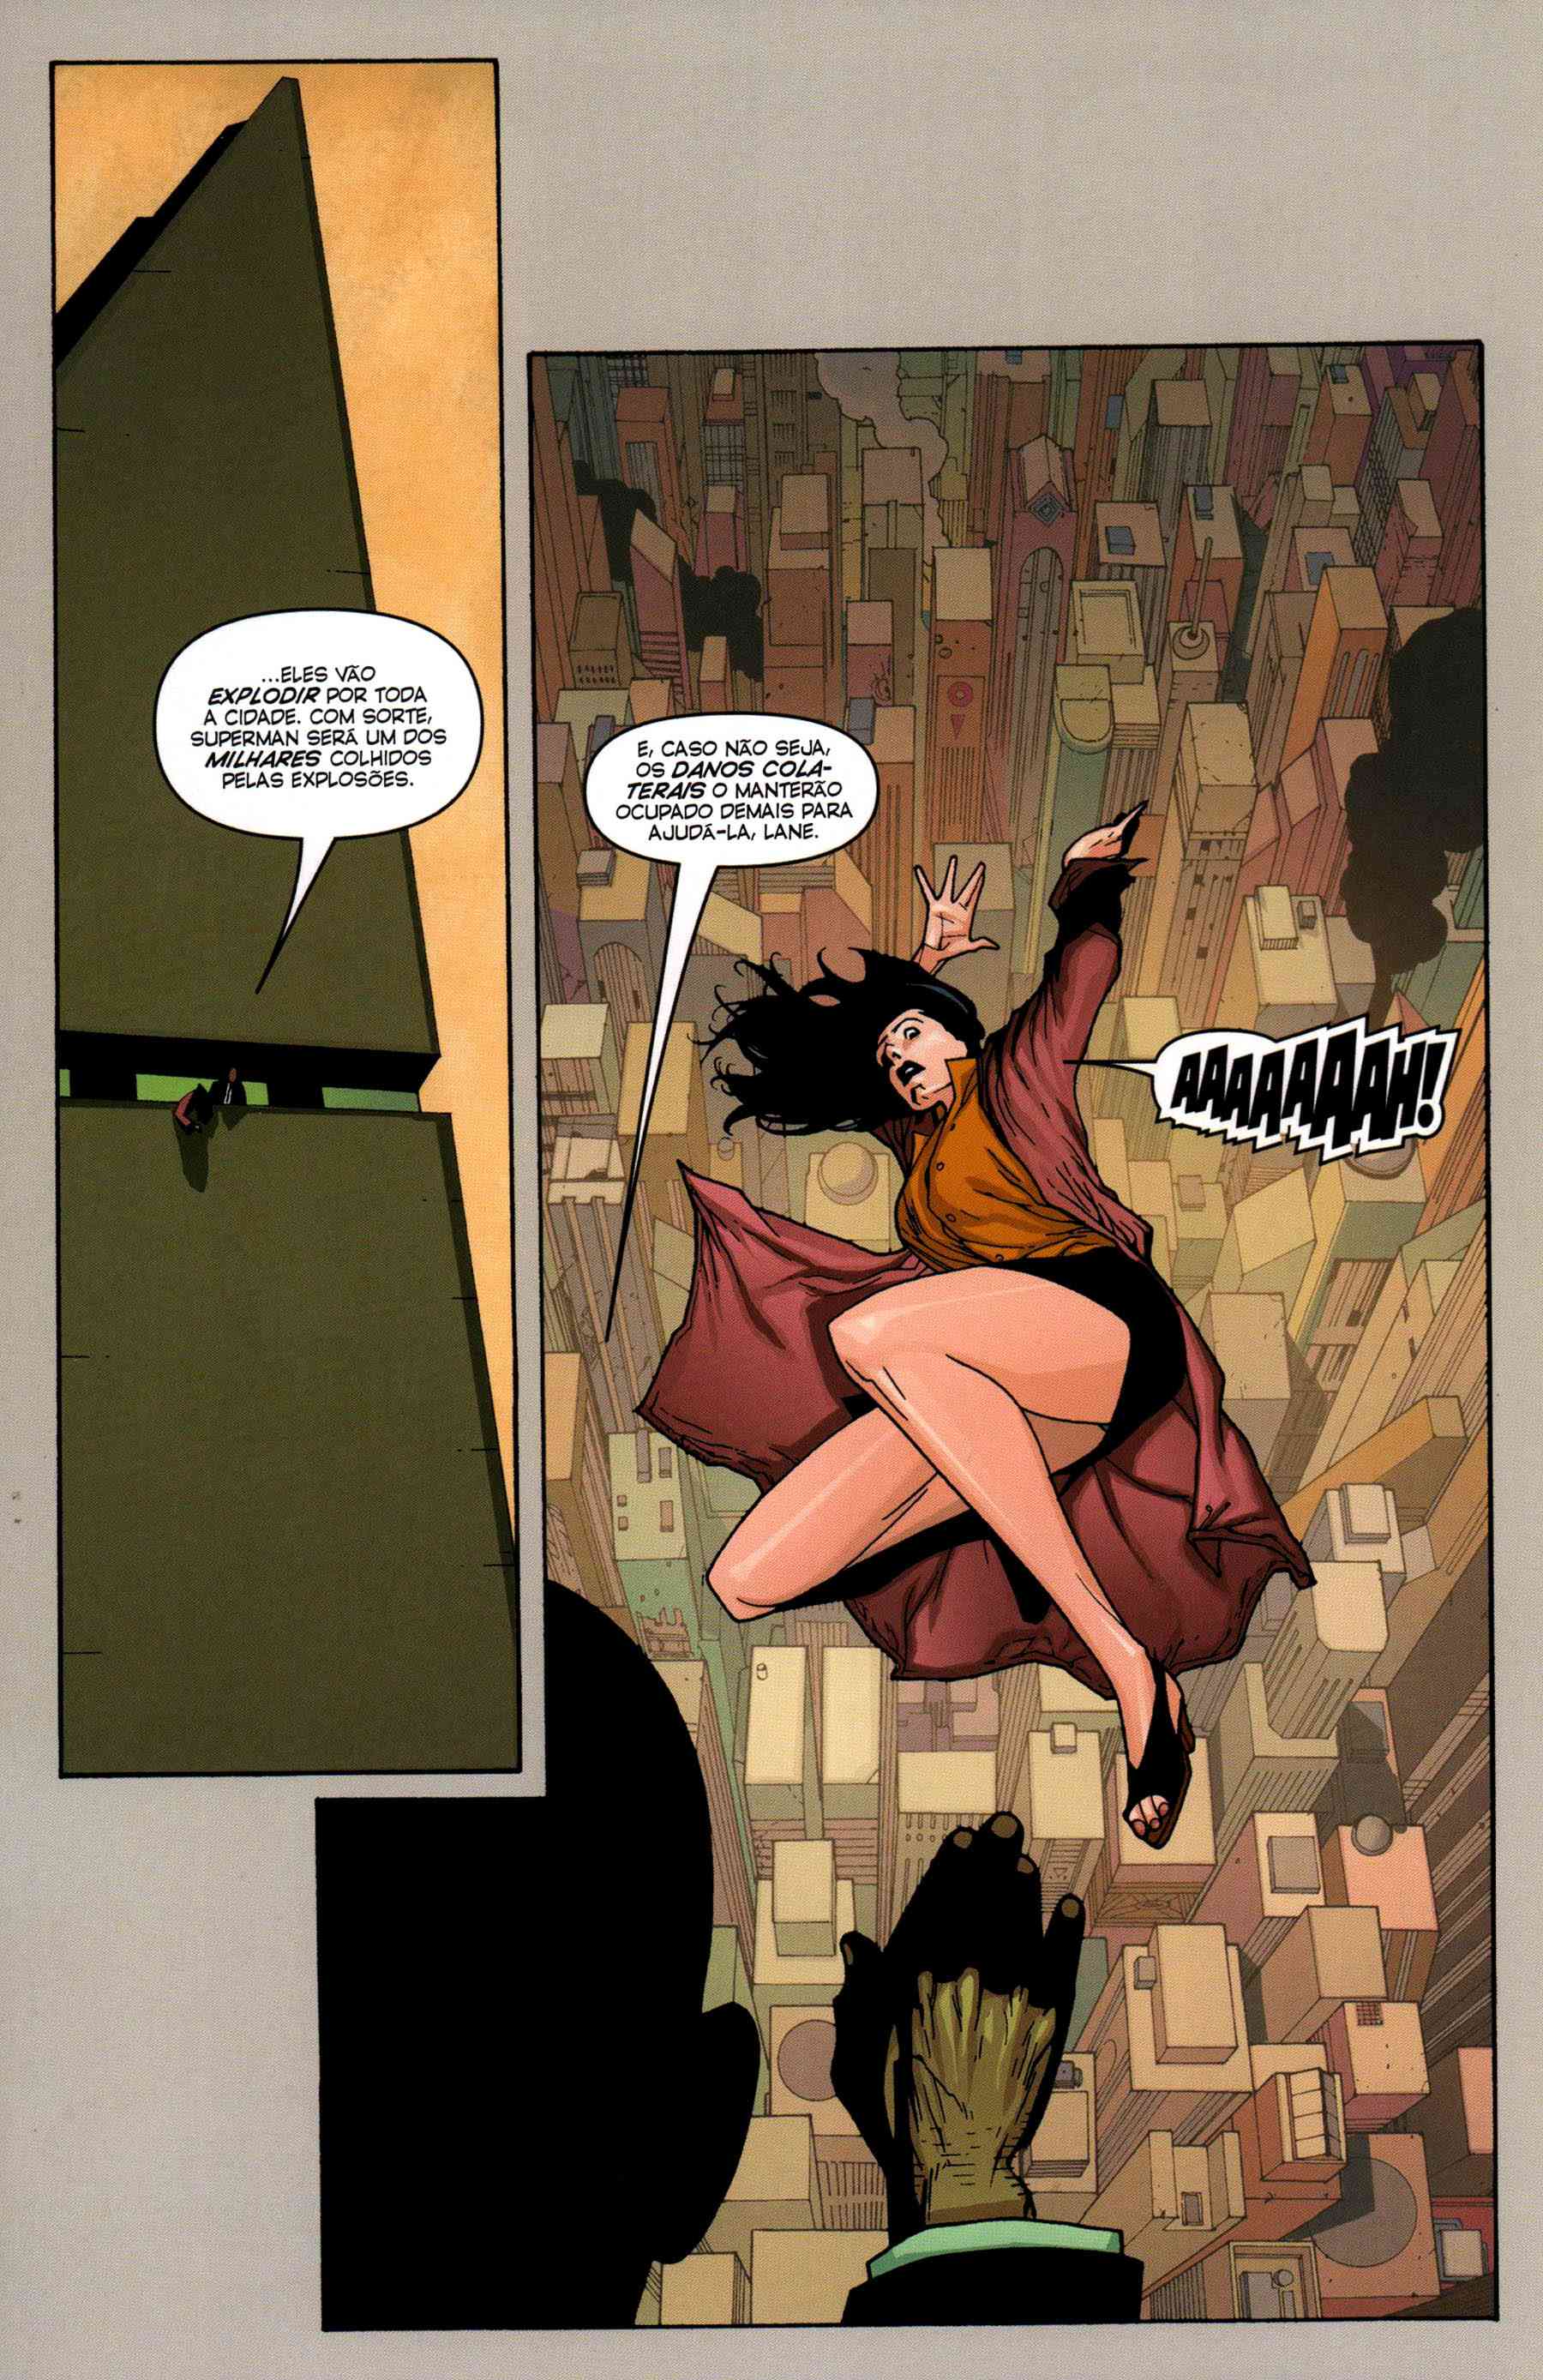 ...ELES VÃO
EXPLODIR POR TODA
A CIDADE. COM SORTE,
SUPERMAN SERÁ UM DOS
MILHARES COLHIDOS
PELAS EXPLOSÕES.
E, CASO NÃO SEJA,
OS DANOS COLA-
TERAIS O MANTERÃO
OCUPADO DEMAIS PARA
AJUDÁ-LA, LANE.
AAAAAAAAH!